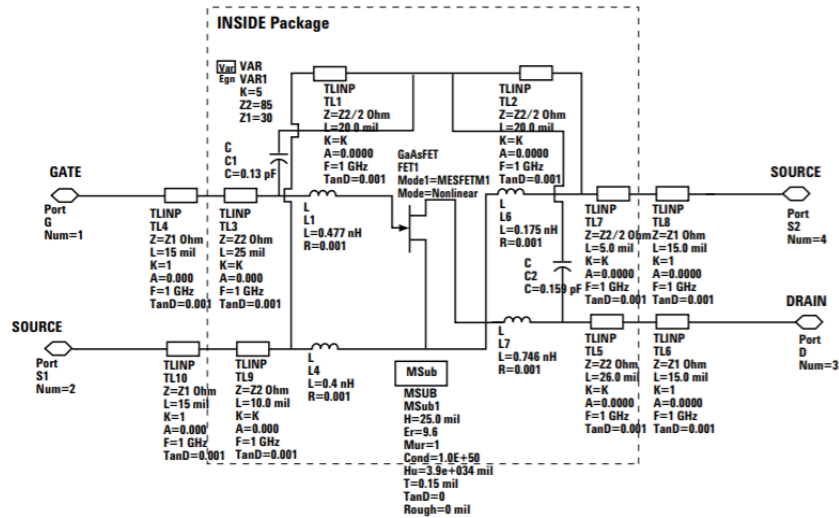 INSIDE Package
Var
Egn
VAR
VAR1
K=5
Z2=85
Z1=30
TLINP
TL1
Z=Z2/2 Ohm
L=20.0 mil
K=K
A=0.0000
F=1 GHz
TanD=0.001
TLINP
TL2
Z=Z2/2 Ohm
L=20.0 mil
K=K
A=0.0000
F=1 GHz
TanD=0.001
C
C1
C=0.13 pF
GaAsFET
FET1
Mode1=MESFETM1
Mode=Nonlinear
GATE
Port
G
Num=1
TLINP
TL4
Z=Z1 Ohm
L=15 mil
K=1
A=0.000
F=1 GHz
TanD=0.001
TLINP
TL3
Z=Z2 Ohm
L=25 mil
K=K
A=0.000
F=1 GHz
TanD=0.001
L
L1
L=0.477 nH
R=0.001
L
L6
L=0.175 nH
R=0.001
C
C2
C=0.159 pF
TLINP
TL7
Z=Z2/2 Ohm
L=5.0 mil
K=K
A=0.0000
F=1 GHz
TanD=0.001
TLINP
TL8
Z=Z1 Ohm
L=15.0 mil
K=1
A=0.0000
F=1 GHz
TanD=0.001
SOURCE
Port
S2
Num=4
SOURCE
Port
S1
Num=2
TLINP
TL10
Z=Z1 Ohm
L=15 mil
K=1
A=0.000
F=1 GHz
TanD=0.001
TLINP
TL9
Z=Z2 Ohm
L=10.0 mil
K=K
A=0.000
F=1 GHz
TanD=0.001
L
L4
L=0.4 nH
R=0.001
MSub
MSUB
MSub1
H=25.0 mil
Er=9.6
Mur=1
Cond=1.0E+50
Hu=3.9e+034 mil
T=0.15 mil
TanD=0
Rough=0 mil
L
L7
L=0.746 nH
R=0.001
TLINP
TL5
Z=Z2 Ohm
L=26.0 mil
K=K
A=0.0000
F=1 GHz
TanD=0.001
TLINP
TL6
Z=Z1 Ohm
L=15.0 mil
K=1
A=0.0000
F=1 GHz
TanD=0.001
DRAIN
Port
D
Num=3